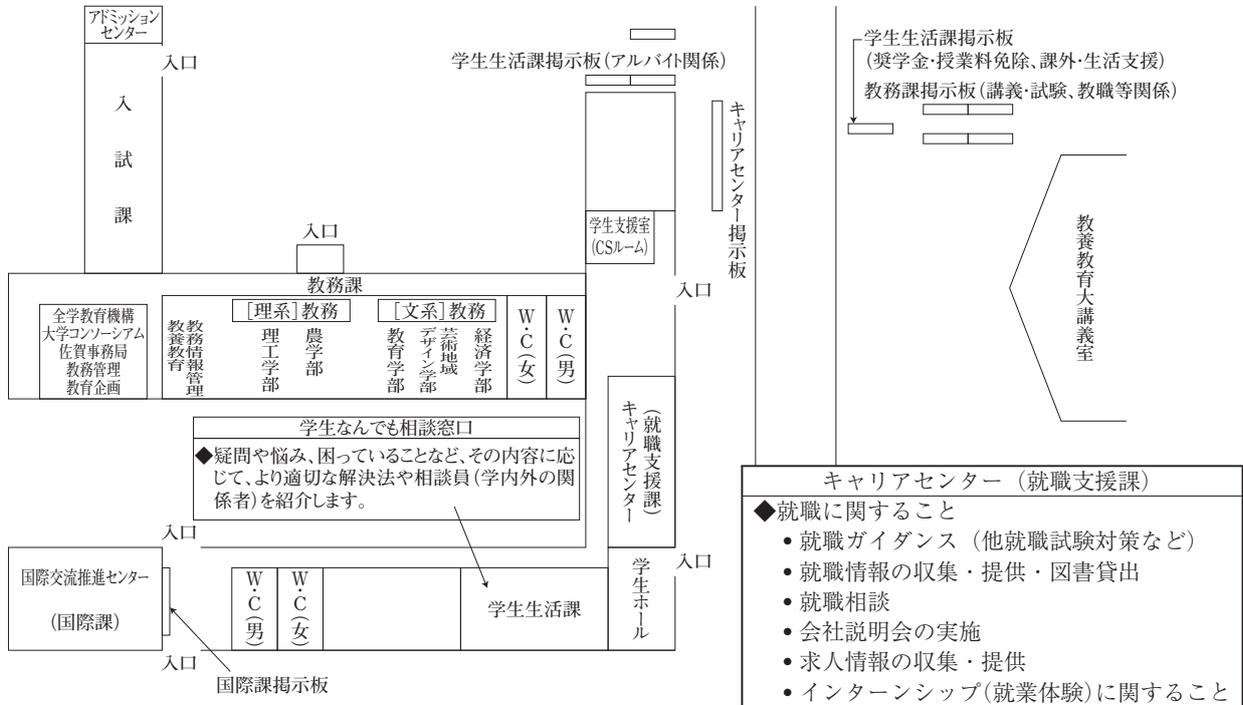 アドミッション
センター
入口
入試課
学生生活課掲示板(アルバイト関係)
キャリアセンター掲示板
学生生活課掲示板
(奨学金・授業料免除、課外・生活支援)
教務課掲示板(講義・試験、教職等関係)
教養教育大講義室
学生支援室
(CSルーム)
入口
入口
教務課
全学教育機構
大学コンソーシアム
佐賀事務局
教務管理
教育企画
教務情報管理
教養教育
[理系]教務
理工学部
農学部
[文系]教務
教育学部
芸術地域
デザイン学部
経済学部
W・C(女)
W・C(男)
学生なんでも相談窓口
◆疑問や悩み、困っていることなど、その内容に応
じて、より適切な解決法や相談員(学内外の関
係者)を紹介します。
(就職支援課)
キャリアセンター
入口
国際交流推進センター
(国際課)
入口
国際課掲示板
W・C(男)
W・C(女)
学生生活課
学生ホール
入口
キャリアセンター(就職支援課)
◆就職に関すること
•就職ガイダンス(他就職試験対策など)
•就職情報の収集・提供・図書貸出
•就職相談
•会社説明会の実施
•求人情報の収集・提供
•インターンシップ(就業体験)に関すること